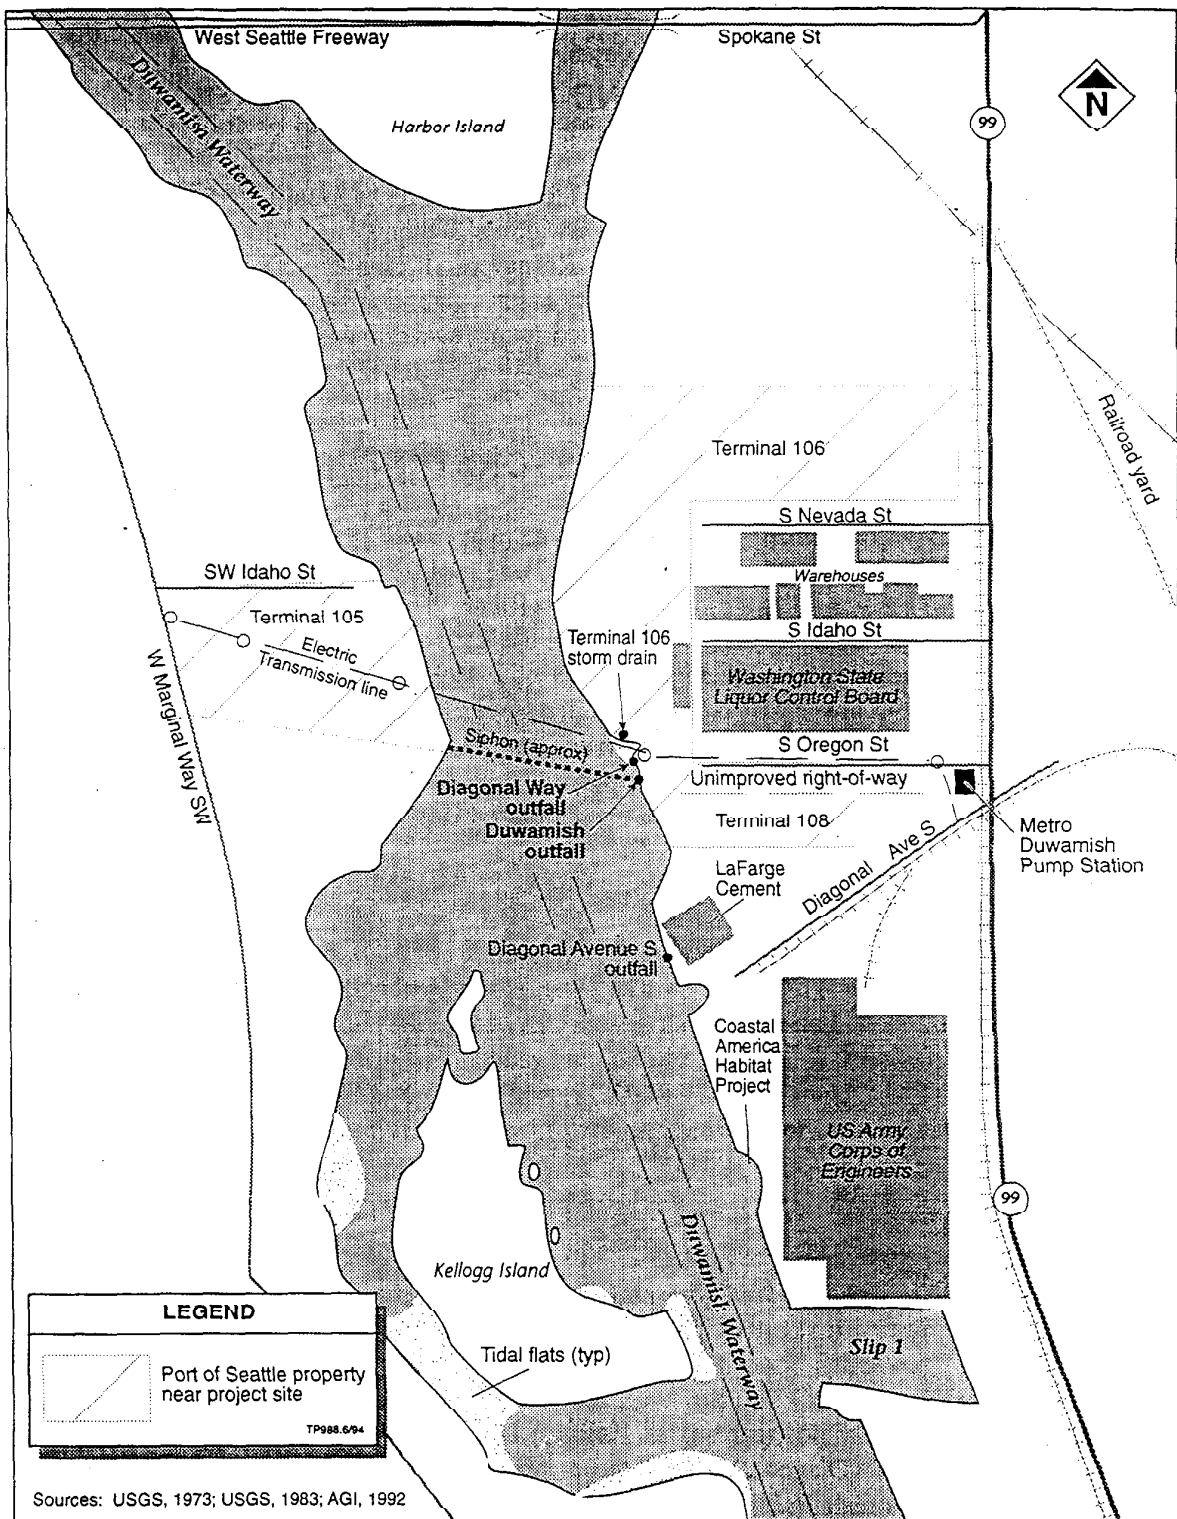 West Seattle Freeway
Spokane St
N
99
Duwamish Waterway
Harbor Island
Railroad yard
Terminal 106
S Nevada St
Warehouses
SW Idaho St
S Idaho St
Terminal 105
Electric
Transmission line
Terminal 106
storm drain
Washington State
Liquor Control Board
W Marginal Way SW
Siphon (approx)
S Oregon St
Unimproved right-of-way
Diagonal Way
outfall
Duwamish
outfall
Terminal 108
Diagonal Ave S
Metro
Duwamish
Pump Station
LaFarge
Cement
Diagonal Avenue S
outfall
Coastal
America
Habitat
Project
US Army
Corps of
Engineers
99
Kellogg Island
Duwamish Waterway
Slip 1
Tidal flats (typ)
LEGEND
Port of Seattle property
near project site
TP988.6/94
Sources: USGS, 1973; USGS, 1983; AGI, 1992